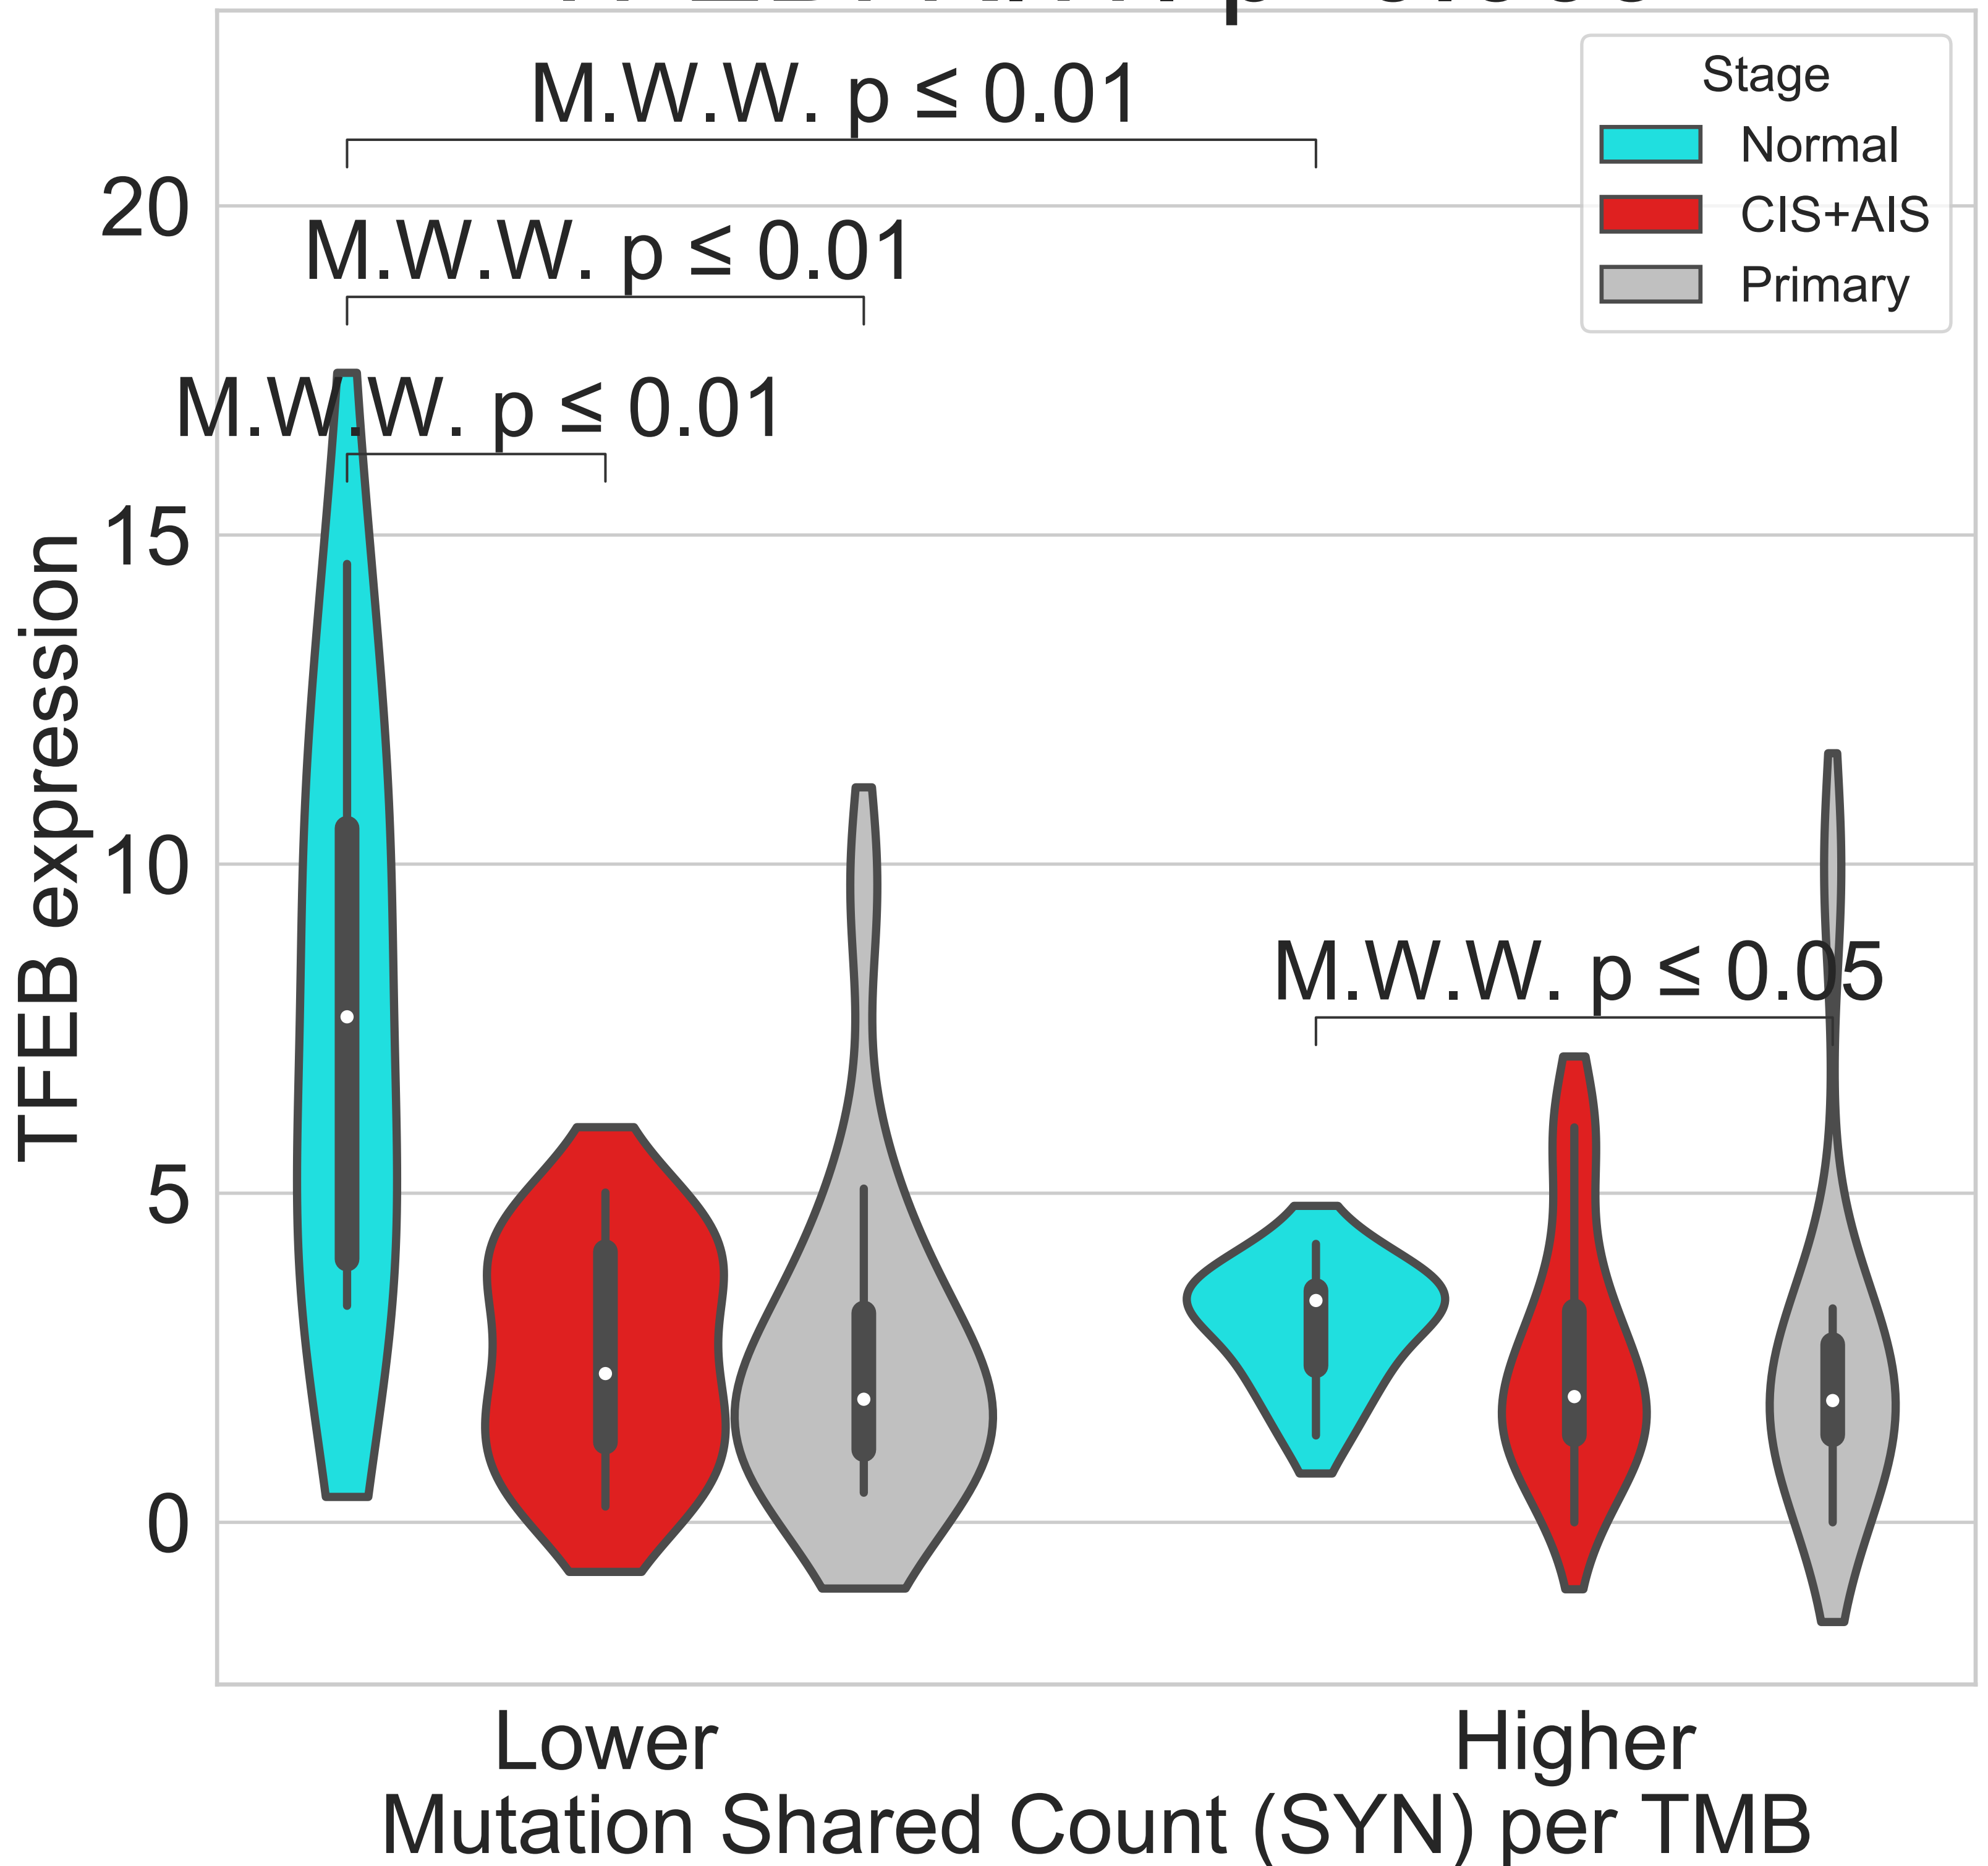 M.W.W. p ≤ 0.01
Stage
Normal
CIS+AIS
Primary
20
M.W.W. p ≤ 0.01
M.W.W. p ≤ 0.01
15
10
5
0
TFEB expression
M.W.W. p ≤ 0.05
Lower
Higher
Mutation Shared Count (SYN) per TMB